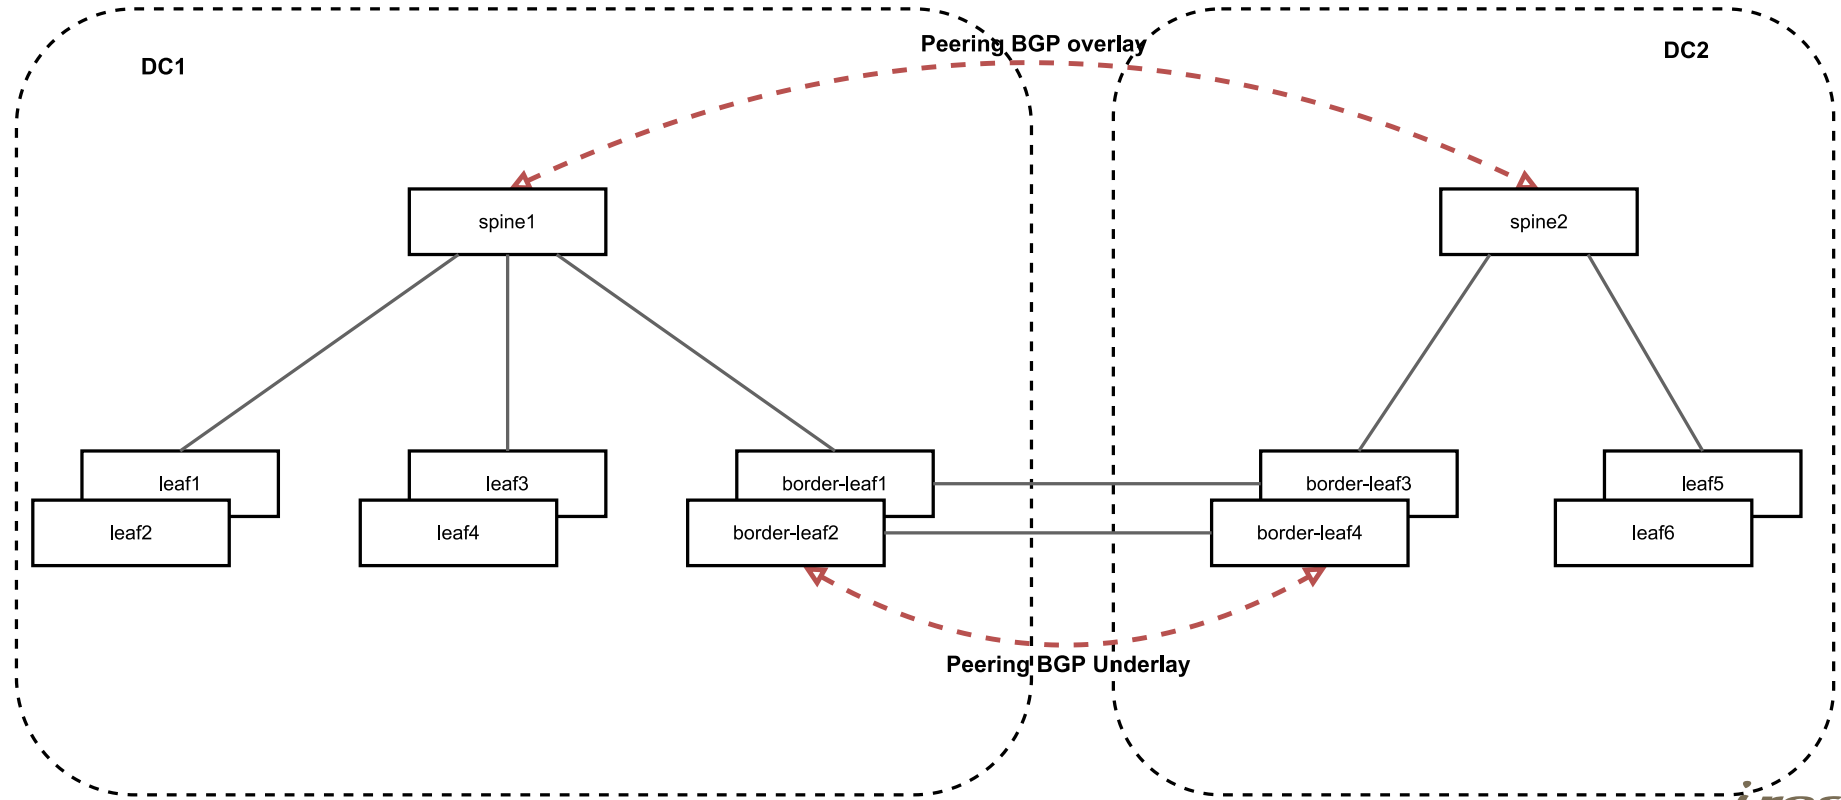 Peering BGP overlay
DC1
DC2
spine1
spine2
leaf1
leaf3
border-leaf1
border-leaf3
leaf5
leaf2
leaf4
border-leaf2
border-leaf4
leaf6
Peering BGP Underlay